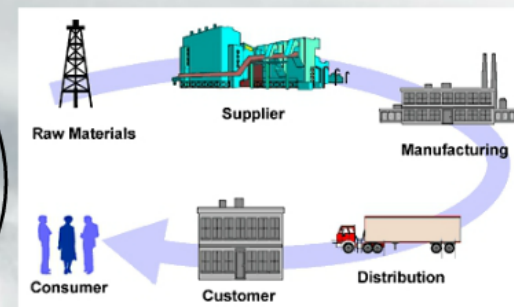 Raw Materials
Supplier
Manufacturing
Distribution
Customer
Consumer